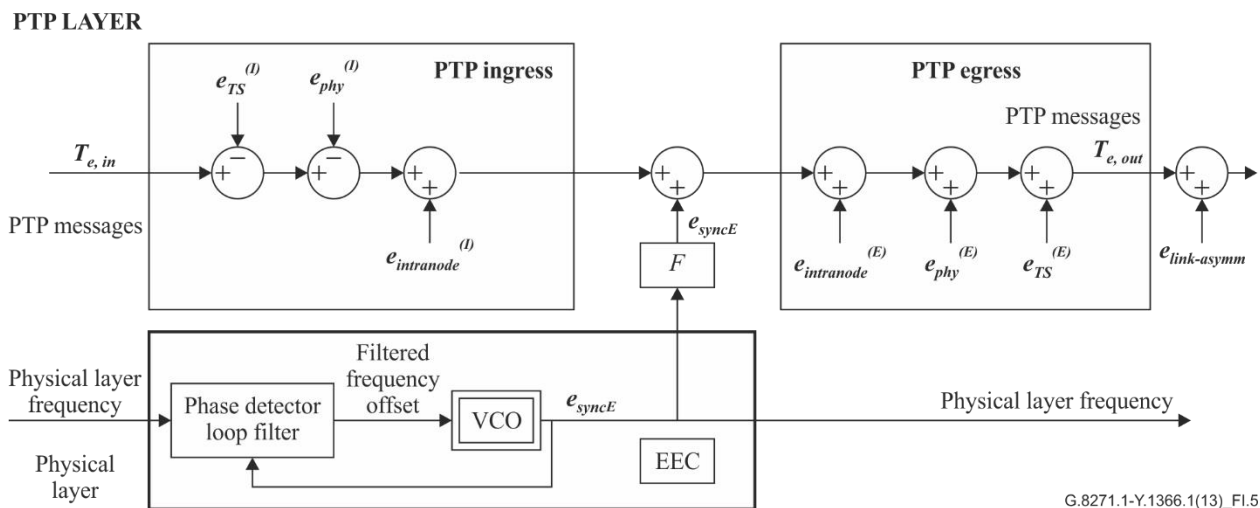 PTP LAYER
e_TS^(I)
e_phy^(I)
PTP ingress
PTP egress
PTP messages
T_e, in
T_e, out
− − + + + + + + + + + + + + + +
PTP messages
e_intranode^(I)
e_syncE
F
e_intranode^(E)
e_phy^(E)
e_TS^(E)
e_link-asymm
Physical layer
frequency
Phase detector
loop filter
Filtered
frequency
offset
VCO
e_syncE
EEC
Physical layer frequency
Physical
layer
G.8271.1-Y.1366.1(13)_FI.5